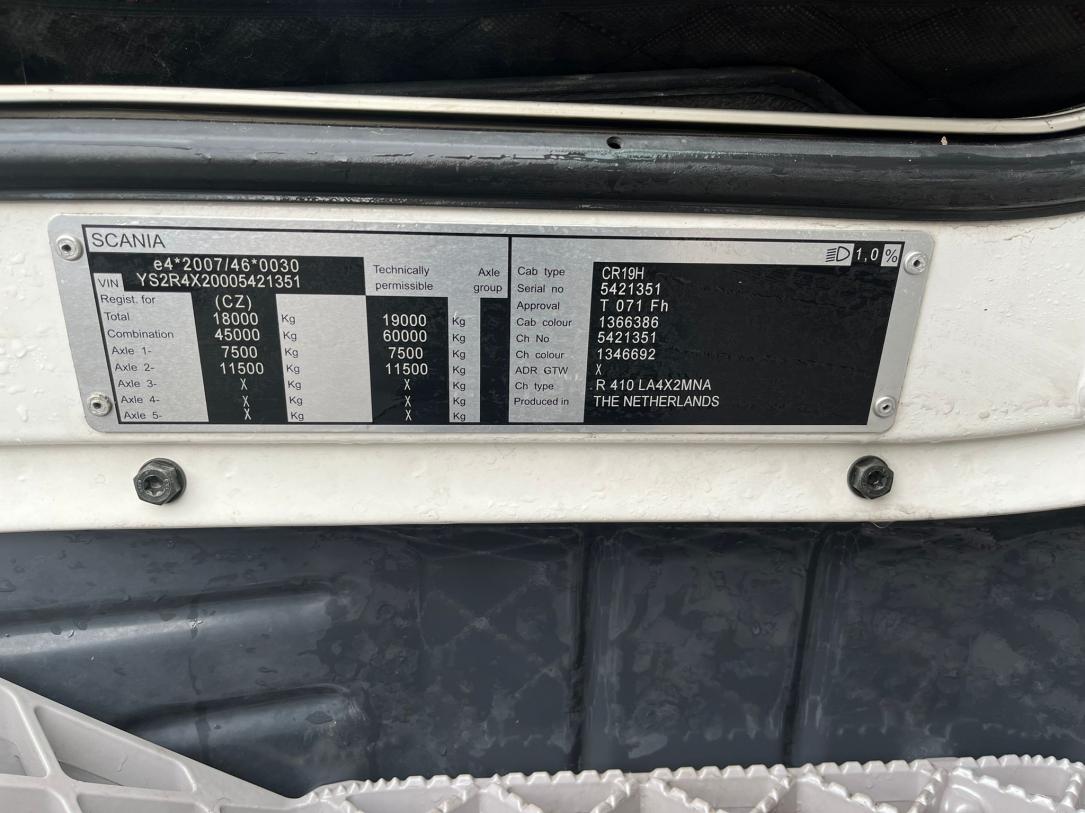 SCANIA
e4*2007/46*0030
VIN YS2R4X20005421351
Technically permissible
Axle group
Regist. for (CZ)
Total 18000 Kg 19000 Kg
Combination 45000 Kg 60000 Kg
Axle 1- 7500 Kg 7500 Kg
Axle 2- 11500 Kg 11500 Kg
Axle 3- X Kg X Kg
Axle 4- X Kg X Kg
Axle 5- X Kg X Kg
1,0 %
Cab type CR19H
Serial no 5421351
Approval T 071 Fh
Cab colour 1366386
Ch No 5421351
Ch colour 1346692
ADR GTW X
Ch type R 410 LA4X2MNA
Produced in THE NETHERLANDS